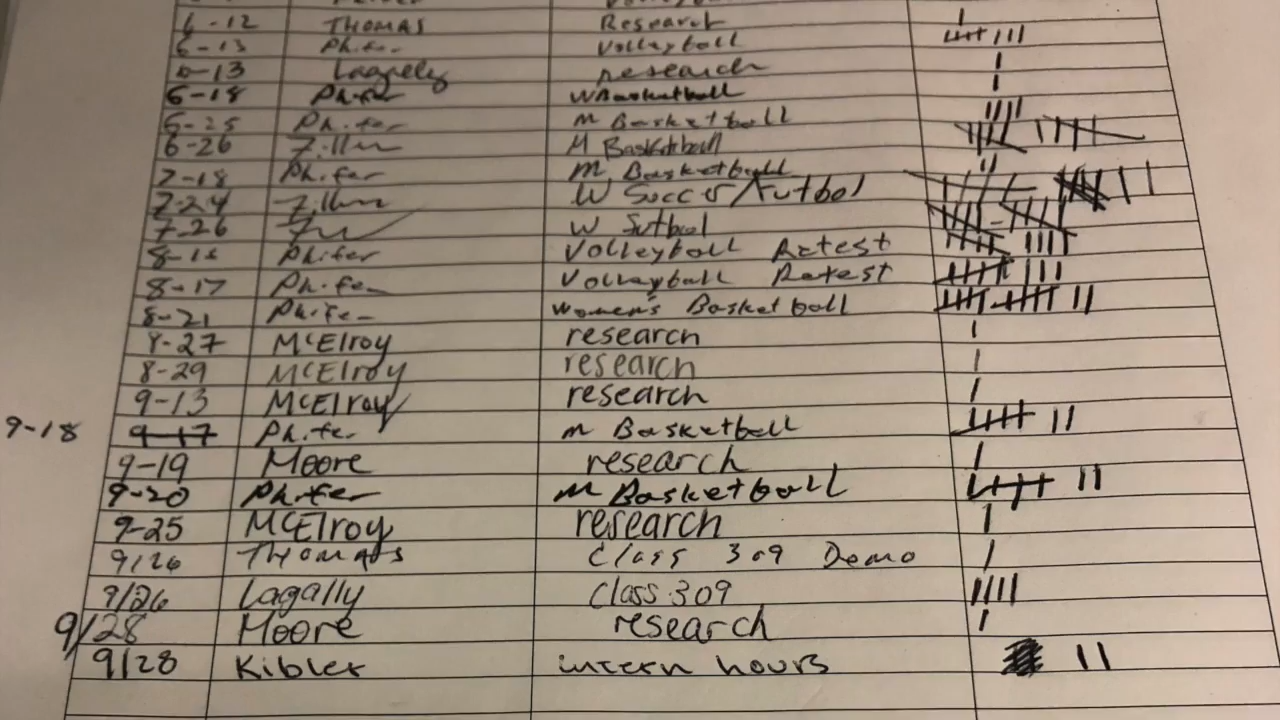 6-12 THOMAS Research |
6-13 Phifer Volleyball |||| |||
6-13 Lagally research |
6-18 Phifer W Basketball |
6-25 Phifer M Basketball ||||
6-26 M Basketball
7-18 Phifer M Basketball ||
7-24 W Soccer/Futbol
7-26 W Futbol
Phifer Volleyball Retest
8-17 Phifer Volleyball Retest
8-21 Phifer Women's Basketball
8-27 McElroy research |
8-29 McElroy research |
9-13 McElroy research |
9-18 9-17 Phifer M Basketball |||| ||
9-19 Moore research |
9-20 Phifer M Basketball |||| ||
9-25 McElroy research |
9/26 THOMAS Class 309 Demo |
9/26 Lagally Class 309 ||||
9/28 Moore research |
9/28 Kibler intern hours ||